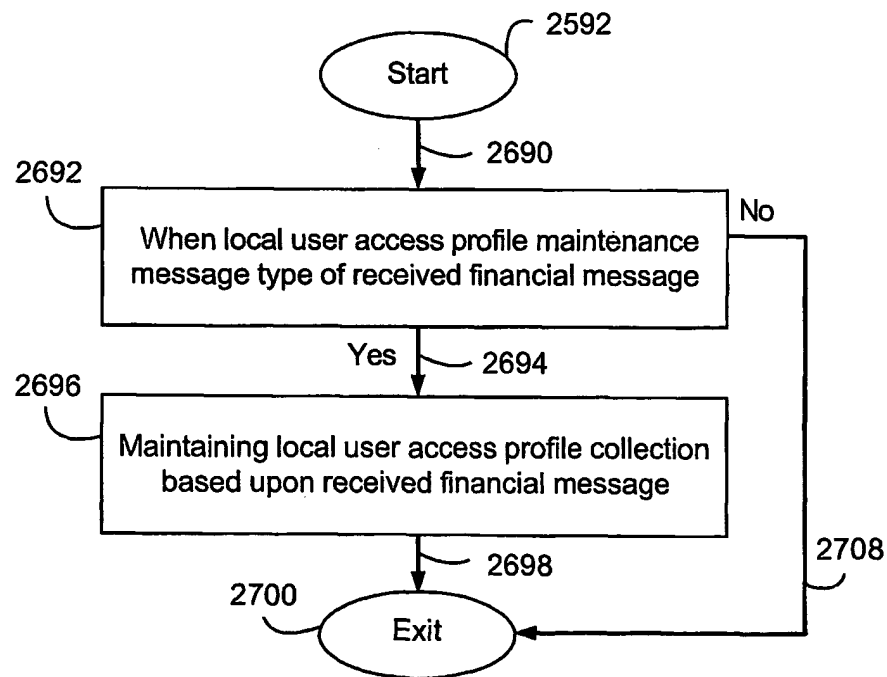 2592
Start
2690
2692
No
When local user access profile maintenance
message type of received financial message
Yes
2694
2696
Maintaining local user access profile collection
based upon received financial message
2698
2708
2700
Exit